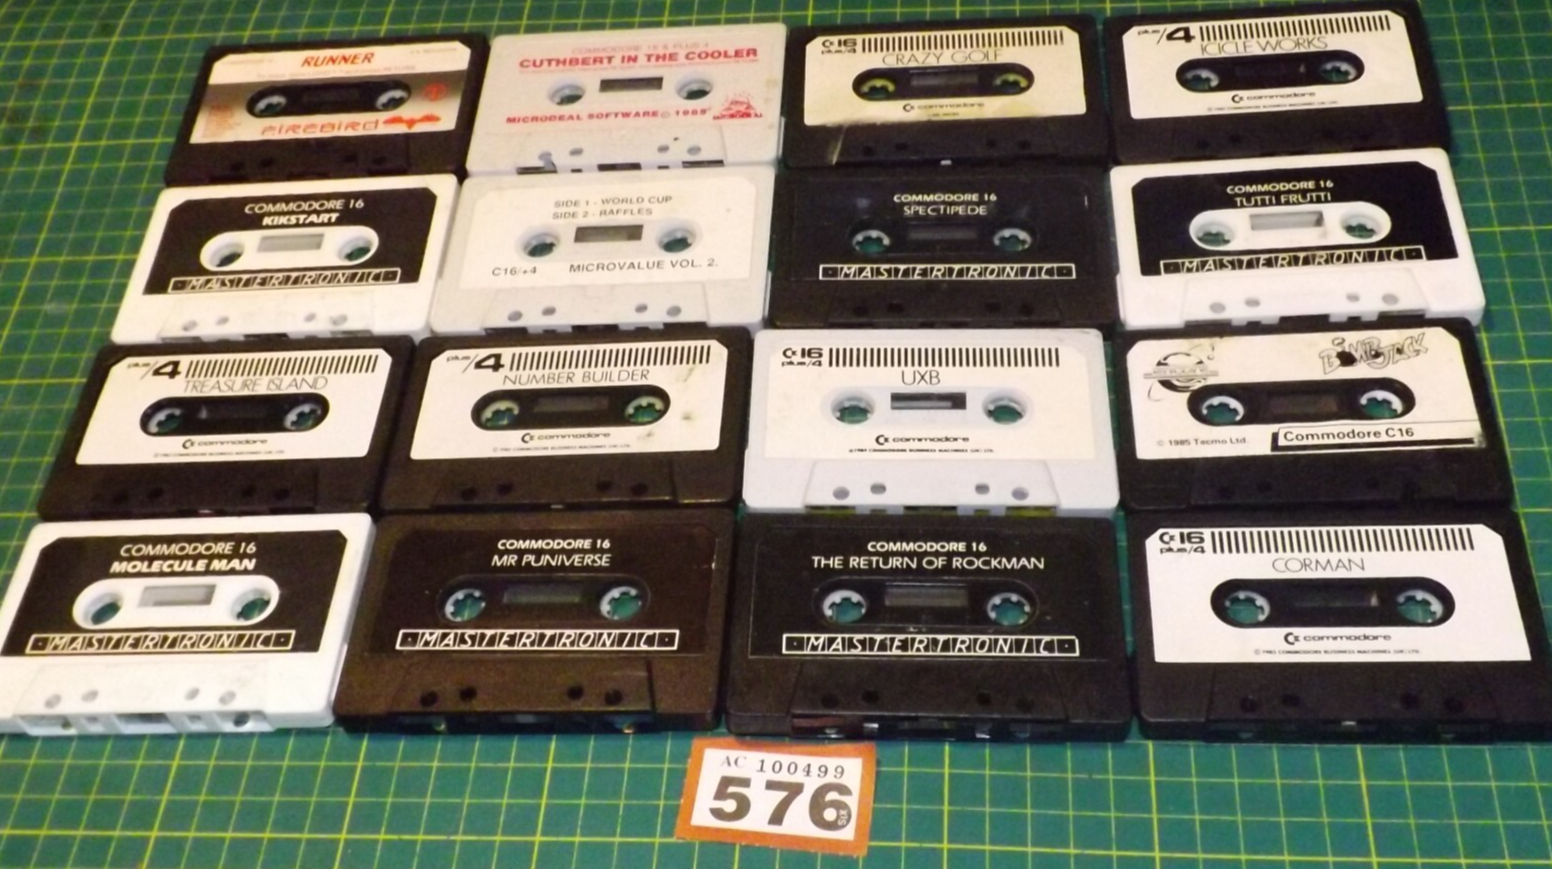 RUNNER
FIREBIRD
COMMODORE 16 & PLUS 4
CUTHBERT IN THE COOLER
MICRODEAL SOFTWARE © 1985
C16
plus/4
CRAZY GOLF
commodore
plus/4
ICICLE WORKS
commodore
COMMODORE 16
KIKSTART
MASTERTRONIC
SIDE 1 - WORLD CUP
SIDE 2 - RAFFLES
C16/+4 MICROVALUE VOL. 2.
COMMODORE 16
SPECTIPEDE
MASTERTRONIC
COMMODORE 16
TUTTI FRUTTI
MASTERTRONIC
plus/4
TREASURE ISLAND
commodore
plus/4
NUMBER BUILDER
commodore
C16
plus/4
UXB
commodore
BOMB JACK
© 1985 Tecmo Ltd.
Commodore C16
COMMODORE 16
MOLECULE MAN
MASTERTRONIC
COMMODORE 16
MR PUNIVERSE
MASTERTRONIC
COMMODORE 16
THE RETURN OF ROCKMAN
MASTERTRONIC
C16
plus/4
CORMAN
commodore
AC 100499
576
SIX